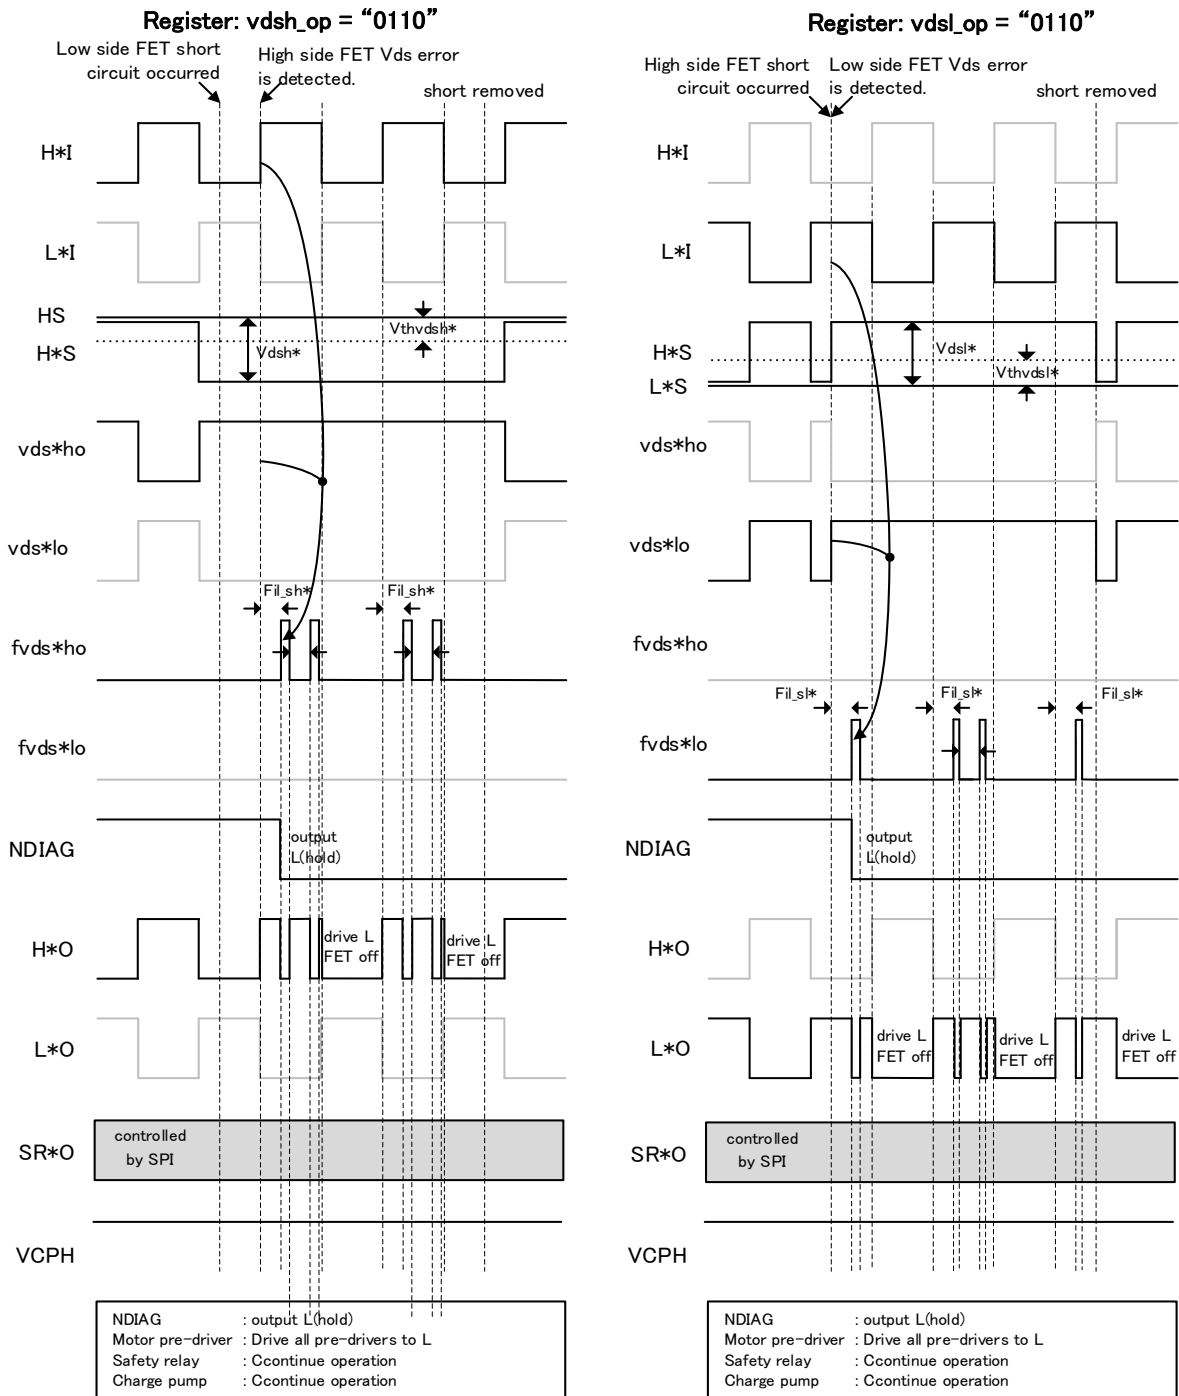 Register: vdsh_op = “0110”
Low side FET short
circuit occurred
High side FET Vds error
is detected.
short removed
H*I
L*I
HS
Vthvdsh*
H*S
Vdsh*
vds*ho
vds*lo
Fil_sh*
Fil_sh*
fvds*ho
fvds*lo
NDIAG
output
L(hold)
H*O
drive L
FET off
drive L
FET off
L*O
SR*O
controlled
by SPI
VCPH
NDIAG : output L(hold)
Motor pre-driver : Drive all pre-drivers to L
Safety relay : Ccontinue operation
Charge pump : Ccontinue operation
Register: vdsl_op = “0110”
High side FET short
circuit occurred
Low side FET Vds error
is detected.
short removed
H*I
L*I
H*S
Vdsl*
Vthvdsl*
L*S
vds*ho
vds*lo
fvds*ho
Fil_sl*
Fil_sl*
Fil_sl*
fvds*lo
NDIAG
output
L(hold)
H*O
L*O
drive L
FET off
drive L
FET off
drive L
FET off
SR*O
controlled
by SPI
VCPH
NDIAG : output L(hold)
Motor pre-driver : Drive all pre-drivers to L
Safety relay : Ccontinue operation
Charge pump : Ccontinue operation